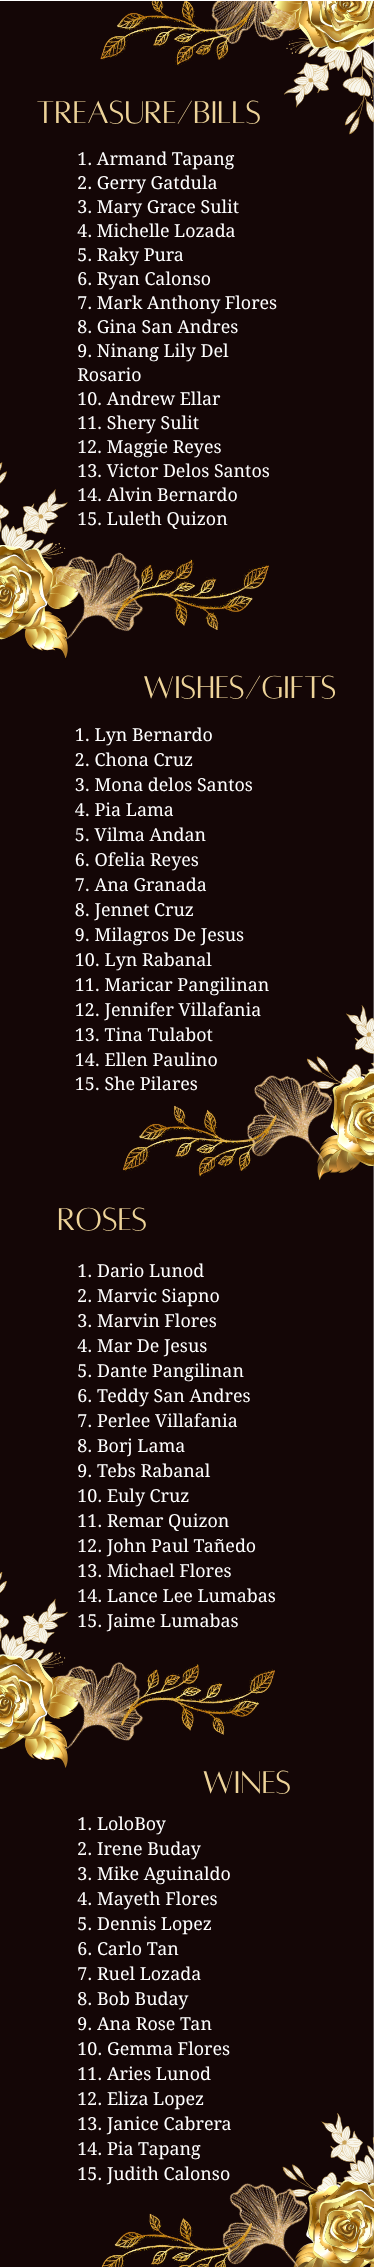 TREASURE/BILLS
1. Armand Tapang
2. Gerry Gatdula
3. Mary Grace Sulit
4. Michelle Lozada
5. Raky Pura
6. Ryan Calonso
7. Mark Anthony Flores
8. Gina San Andres
9. Ninang Lily Del
Rosario
10. Andrew Ellar
11. Shery Sulit
12. Maggie Reyes
13. Victor Delos Santos
14. Alvin Bernardo
15. Luleth Quizon
WISHES/GIFTS
1. Lyn Bernardo
2. Chona Cruz
3. Mona delos Santos
4. Pia Lama
5. Vilma Andan
6. Ofelia Reyes
7. Ana Granada
8. Jennet Cruz
9. Milagros De Jesus
10. Lyn Rabanal
11. Maricar Pangilinan
12. Jennifer Villafania
13. Tina Tulabot
14. Ellen Paulino
15. She Pilares
ROSES
1. Dario Lunod
2. Marvic Siapno
3. Marvin Flores
4. Mar De Jesus
5. Dante Pangilinan
6. Teddy San Andres
7. Perlee Villafania
8. Borj Lama
9. Tebs Rabanal
10. Euly Cruz
11. Remar Quizon
12. John Paul Tañedo
13. Michael Flores
14. Lance Lee Lumabas
15. Jaime Lumabas
WINES
1. LoloBoy
2. Irene Buday
3. Mike Aguinaldo
4. Mayeth Flores
5. Dennis Lopez
6. Carlo Tan
7. Ruel Lozada
8. Bob Buday
9. Ana Rose Tan
10. Gemma Flores
11. Aries Lunod
12. Eliza Lopez
13. Janice Cabrera
14. Pia Tapang
15. Judith Calonso